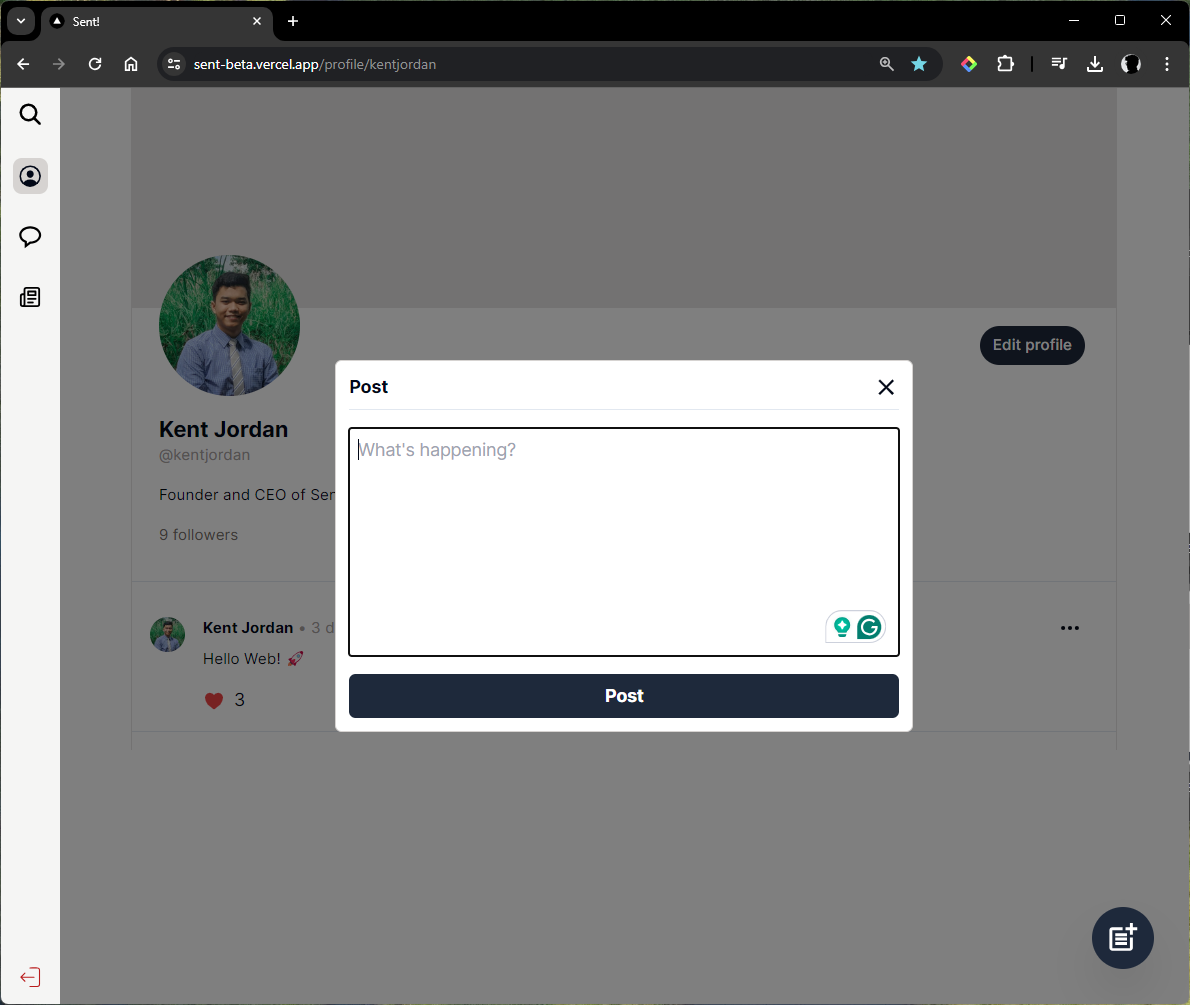 Sent!
sent-beta.vercel.app/profile/kentjordan
Edit profile
Kent Jordan
@kentjordan
Founder and CEO of
9 followers
Kent Jordan • 3
Hello Web! 🚀
3
Post
What's happening?
Post